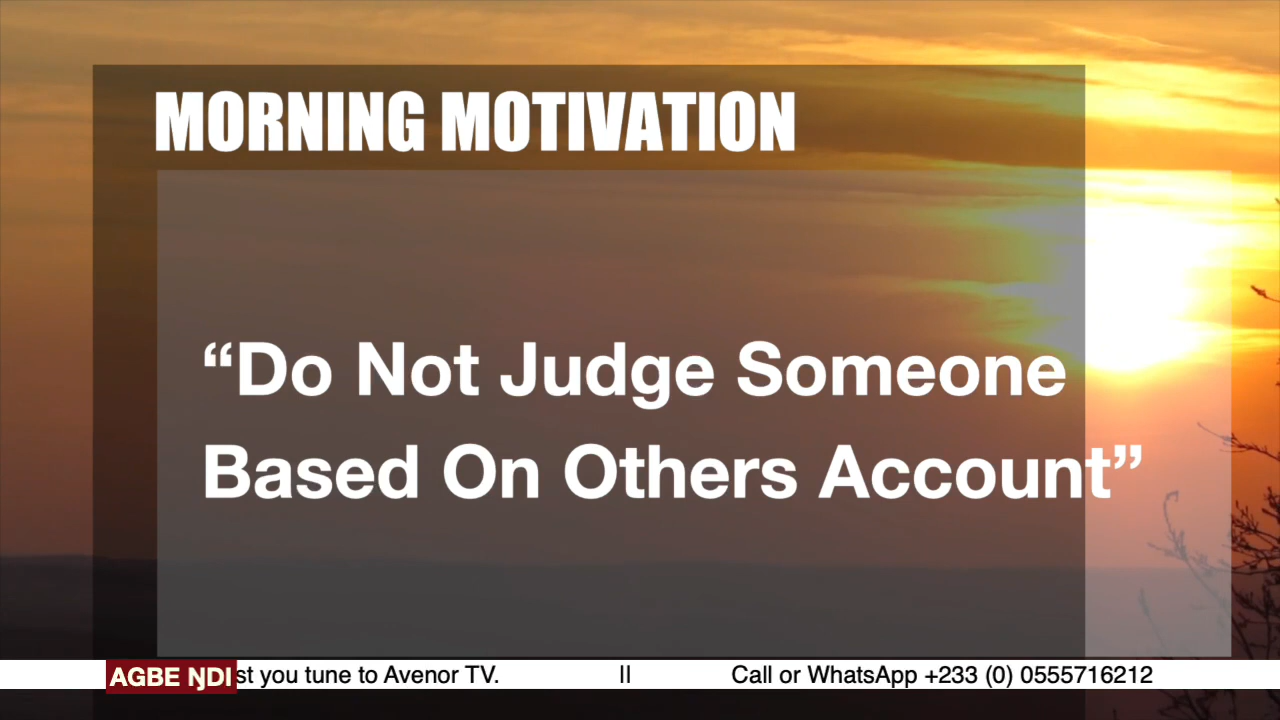 MORNING MOTIVATION
“Do Not Judge Someone
Based On Others Account”
AGBE ŊDI st you tune to Avenor TV. II Call or WhatsApp +233 (0) 0555716212